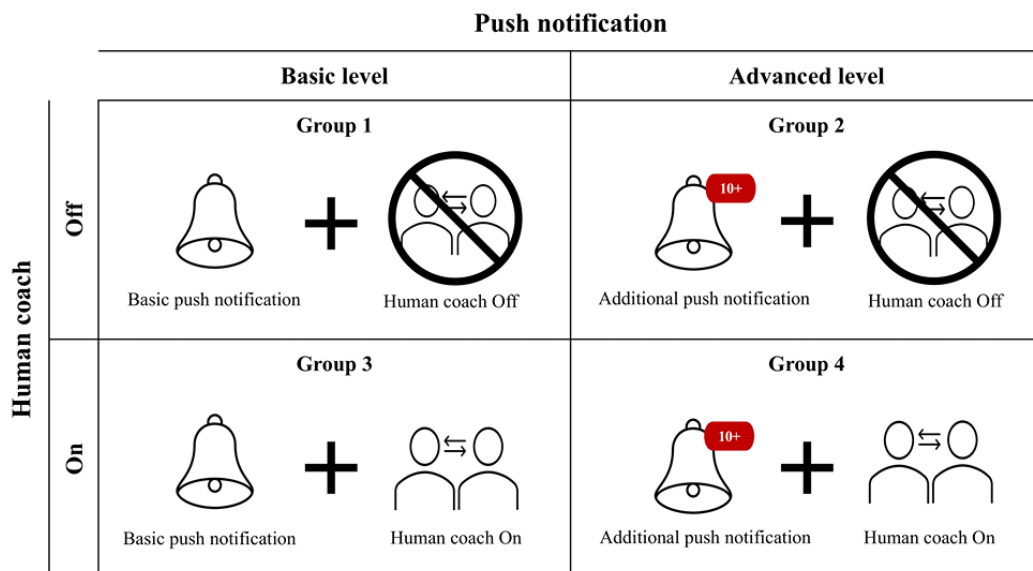 Push notification
Basic level
Advanced level
Human coach
Off
Group 1
Basic push notification
Human coach Off
Group 2
10+
Additional push notification
Human coach Off
On
Group 3
Basic push notification
Human coach On
Group 4
10+
Additional push notification
Human coach On